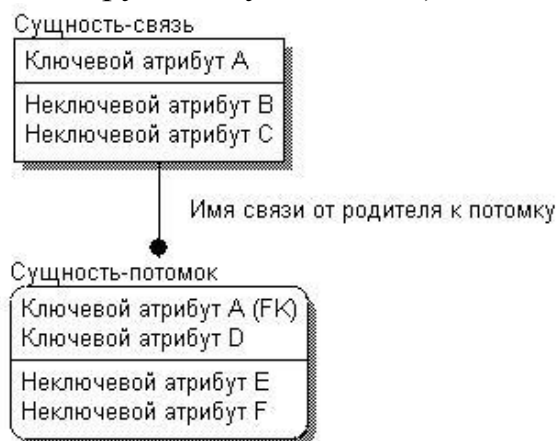 Сущность-связь
Ключевой атрибут A
Неключевой атрибут B
Неключевой атрибут C
Имя связи от родителя к потомку
Сущность-потомок
Ключевой атрибут A (FK)
Ключевой атрибут D
Неключевой атрибут E
Неключевой атрибут F